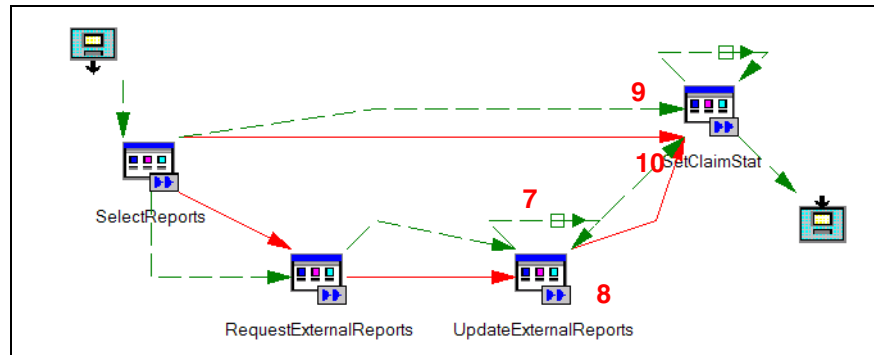 9
10
SetClaimStat
SelectReports
7
8
RequestExternalReports
UpdateExternalReports